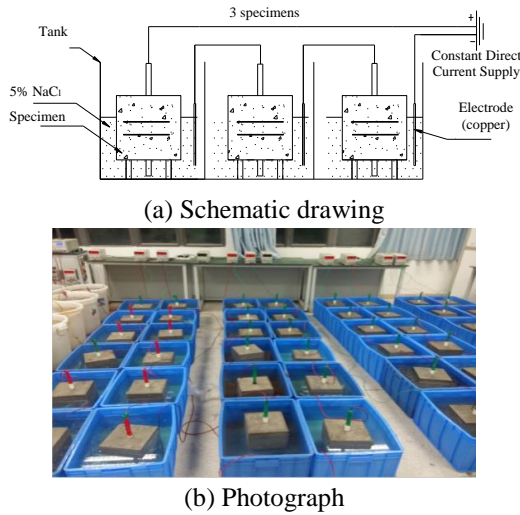 3 specimens
+
−
Tank
Constant Direct
Current Supply
5% NaCl
Specimen
Electrode
(copper)
(a) Schematic drawing
(b) Photograph